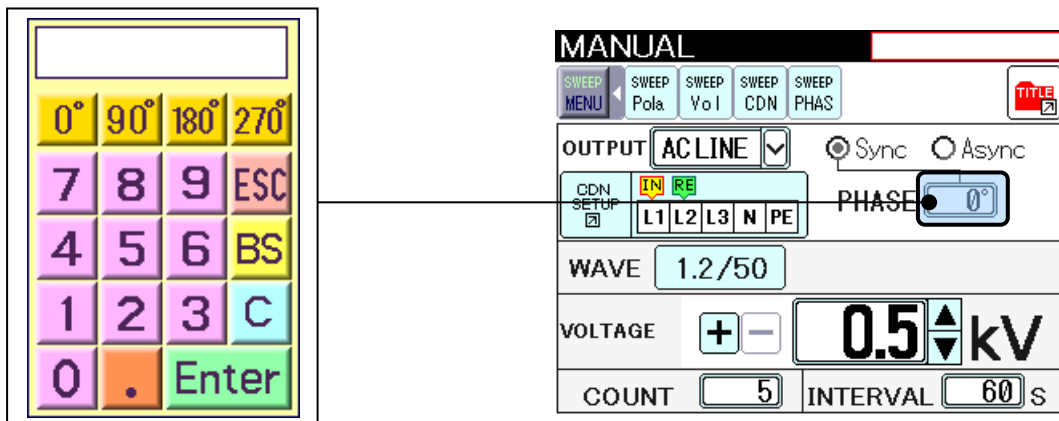 0° 90° 180° 270°
7 8 9 ESC
4 5 6 BS
1 2 3 C
0 . Enter
MANUAL
SWEEP MENU SWEEP Pola. SWEEP Vol SWEEP CDN SWEEP PHAS TITLE
OUTPUT AC LINE Sync Async
CDN SETUP IN RE
L1 L2 L3 N PE
PHASE 0°
WAVE 1.2/50
VOLTAGE + - 0.5 kV
COUNT 5 INTERVAL 60 S